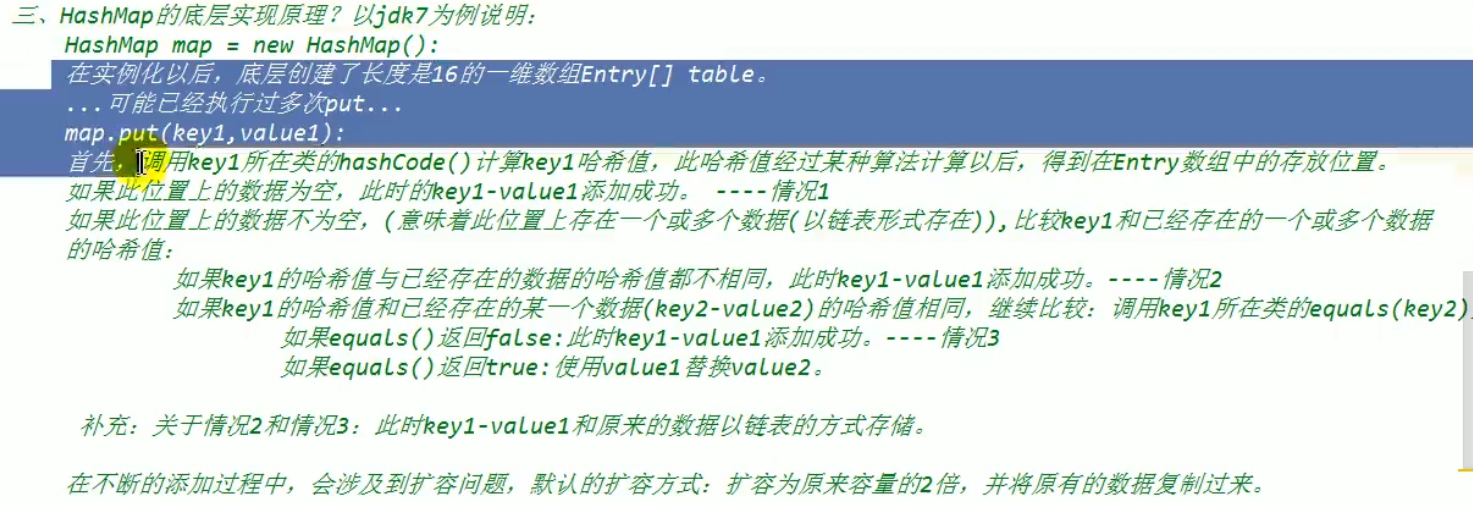 三、HashMap的底层实现原理？以jdk7为例说明：
HashMap map = new HashMap():
在实例化以后，底层创建了长度是16的一维数组Entry[] table。
...可能已经执行过多次put...
map.put(key1,value1):
首先，调用key1所在类的hashCode()计算key1哈希值，此哈希值经过某种算法计算以后，得到在Entry数组中的存放位置。
如果此位置上的数据为空，此时的key1-value1添加成功。 ----情况1
如果此位置上的数据不为空，(意味着此位置上存在一个或多个数据(以链表形式存在)),比较key1和已经存在的一个或多个数据
的哈希值：
如果key1的哈希值与已经存在的数据的哈希值都不相同，此时key1-value1添加成功。----情况2
如果key1的哈希值和已经存在的某一个数据(key2-value2)的哈希值相同，继续比较：调用key1所在类的equals(key2)
如果equals()返回false:此时key1-value1添加成功。----情况3
如果equals()返回true:使用value1替换value2。
补充：关于情况2和情况3：此时key1-value1和原来的数据以链表的方式存储。
在不断的添加过程中，会涉及到扩容问题，默认的扩容方式：扩容为原来容量的2倍，并将原有的数据复制过来。